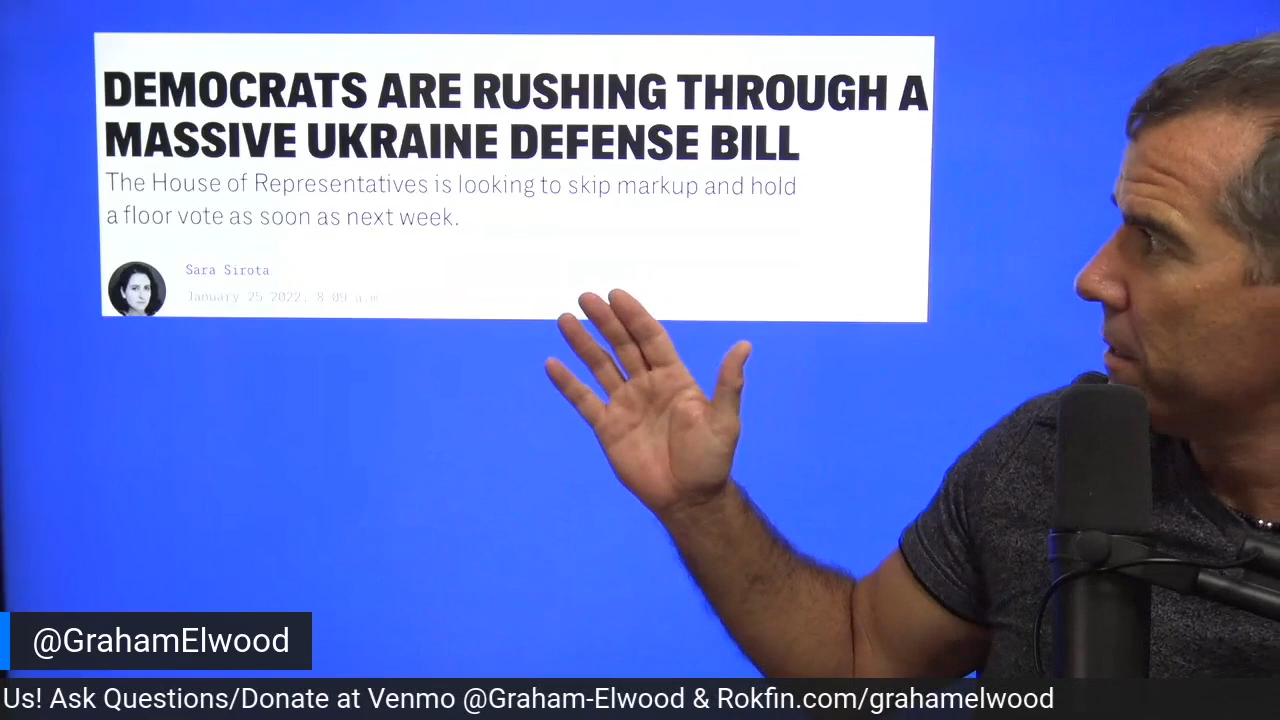 DEMOCRATS ARE RUSHING THROUGH A
MASSIVE UKRAINE DEFENSE BILL
The House of Representatives is looking to skip markup and hold
a floor vote as soon as next week.
Sara Sirota
January 25 2022, 8:09 a.m.
@GrahamElwood
Us! Ask Questions/Donate at Venmo @Graham-Elwood & Rokfin.com/grahamelwood